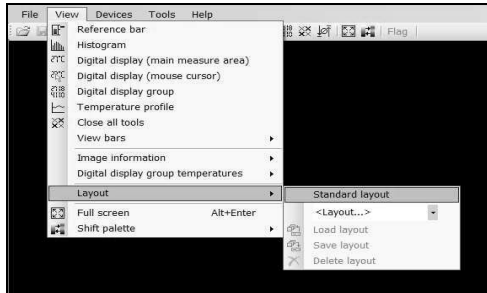 File View Devices Tools Help
Flag
Reference bar
Histogram
Digital display (main measure area)
Digital display (mouse cursor)
Digital display group
Temperature profile
Close all tools
View bars
Image information
Digital display group temperatures
Layout
Full screen Alt+Enter
Shift palette
Standard layout
<Layout...>
Load layout
Save layout
Delete layout